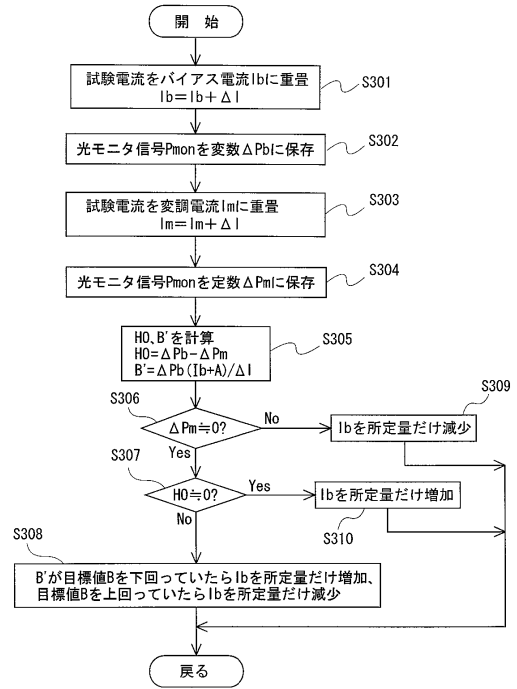 開　始
試験電流をバイアス電流Ibに重畳
Ib＝Ib＋ΔI
S301
光モニタ信号Pmonを変数ΔPbに保存
S302
試験電流を変調電流Imに重畳
Im＝Im＋ΔI
S303
光モニタ信号Pmonを定数ΔPmに保存
S304
HO、B'を計算
HO=ΔPb−ΔPm
B'=ΔPb(Ib+A)/ΔI
S305
S306
ΔPm≒0?
No
Ibを所定量だけ減少
S309
Yes
S307
HO≒0?
Yes
Ibを所定量だけ増加
S310
No
S308
B'が目標値Bを下回っていたらIbを所定量だけ増加、
目標値Bを上回っていたらIbを所定量だけ減少
戻る